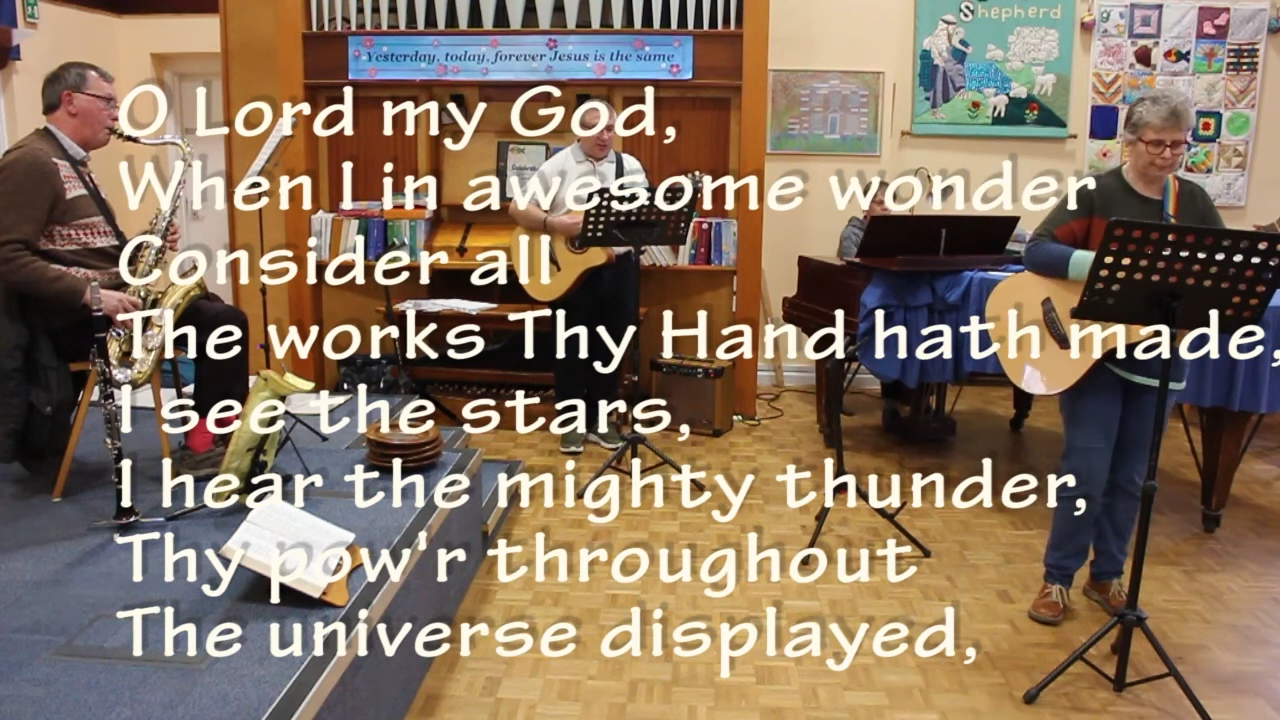 Shepherd
Yesterday, today, forever Jesus is the same
O Lord my God,
When I in awesome wonder
Consider all
The works Thy Hand hath made,
I see the stars,
I hear the mighty thunder,
Thy pow'r throughout
The universe displayed,